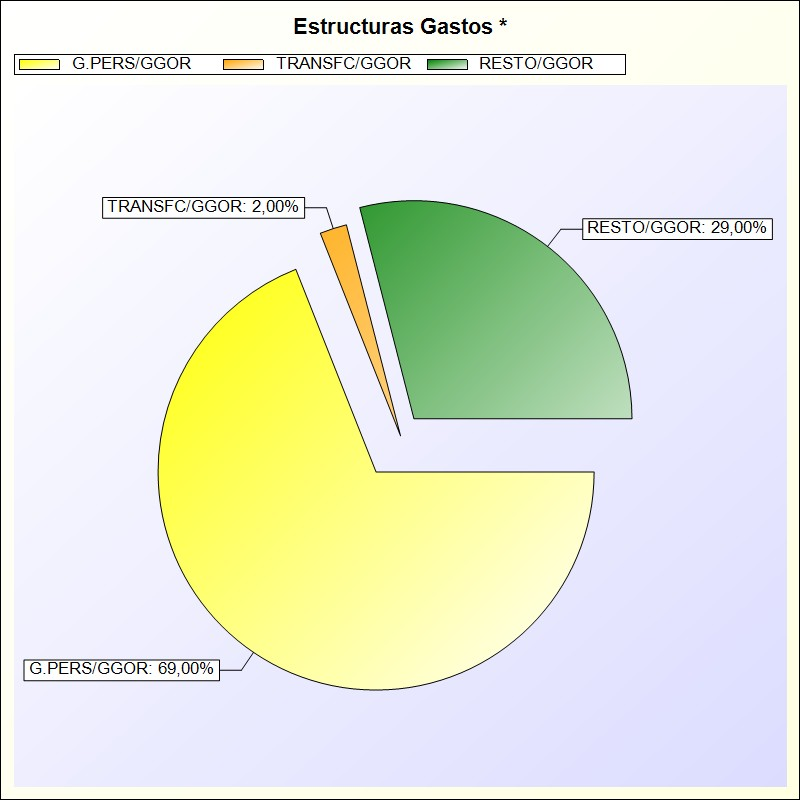 Estructuras Gastos *
G.PERS/GGOR TRANSFC/GGOR RESTO/GGOR
TRANSFC/GGOR: 2,00%
RESTO/GGOR: 29,00%
G.PERS/GGOR: 69,00%